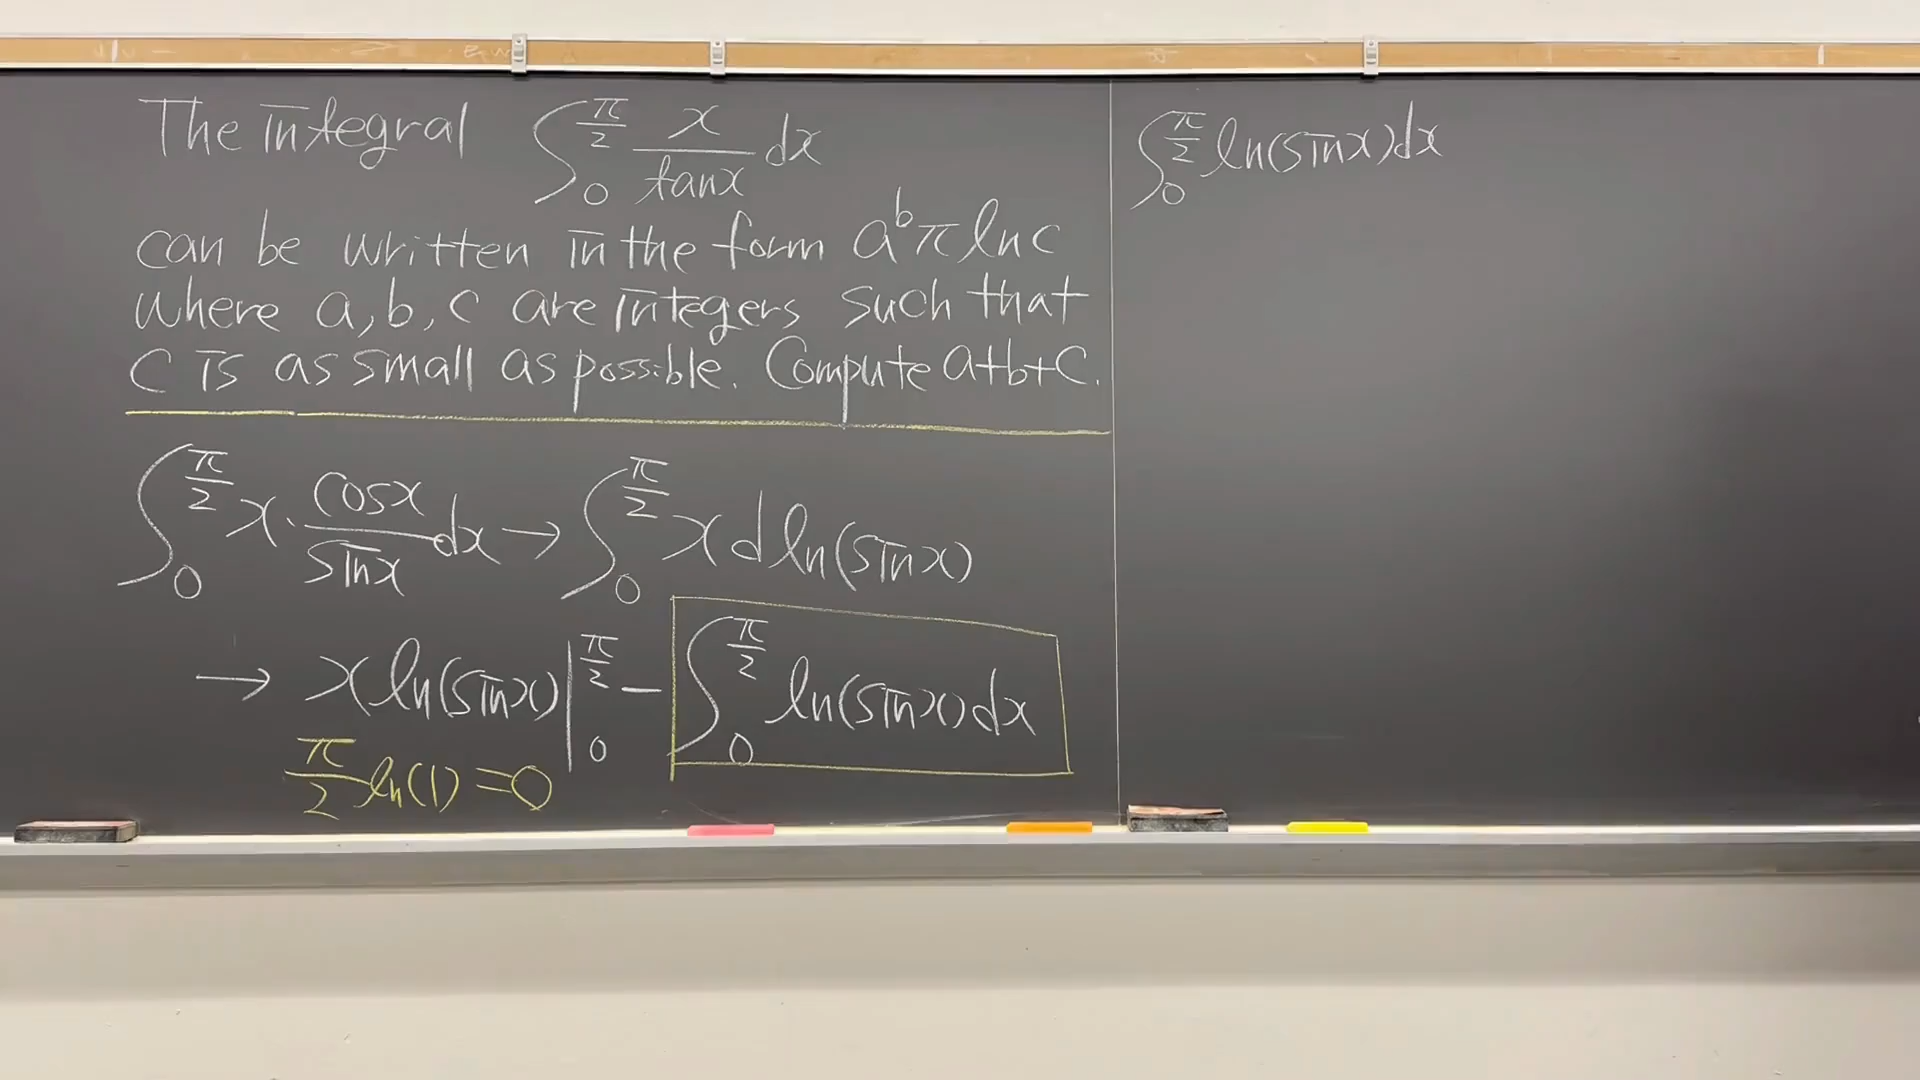 The integral ∫₀^{π/2} x/tanx dx
can be written in the form a^b π ln c
where a, b, c are integers such that
c is as small as possible. Compute a+b+c.
∫₀^{π/2} x · cosx/sinx dx → ∫₀^{π/2} x d ln(sinx)
→ x ln(sinx) |₀^{π/2} − ∫₀^{π/2} ln(sinx) dx
π/2 ln(1) = 0
∫₀^{π/2} ln(sinx) dx